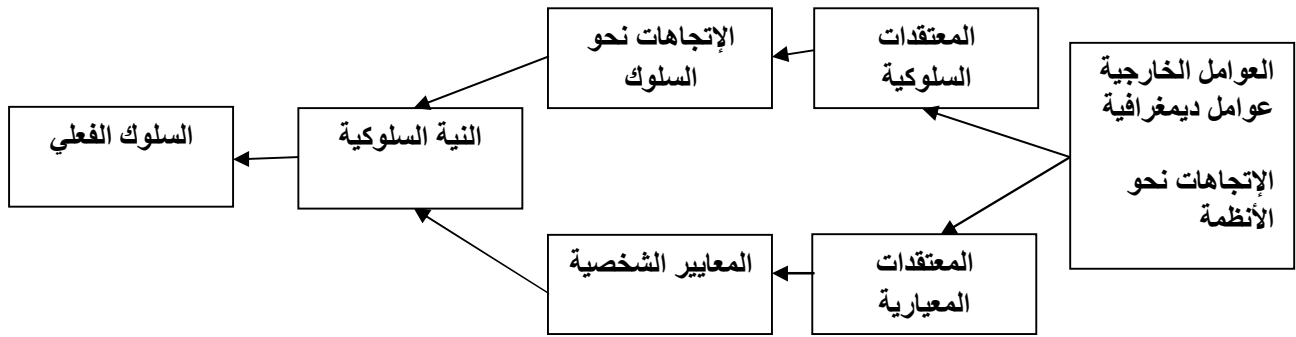 العوامل الخارجية
عوامل ديمغرافية
الإتجاهات نحو
الأنظمة
المعتقدات
السلوكية
المعتقدات
المعيارية
الإتجاهات نحو
السلوك
المعايير الشخصية
النية السلوكية
السلوك الفعلي